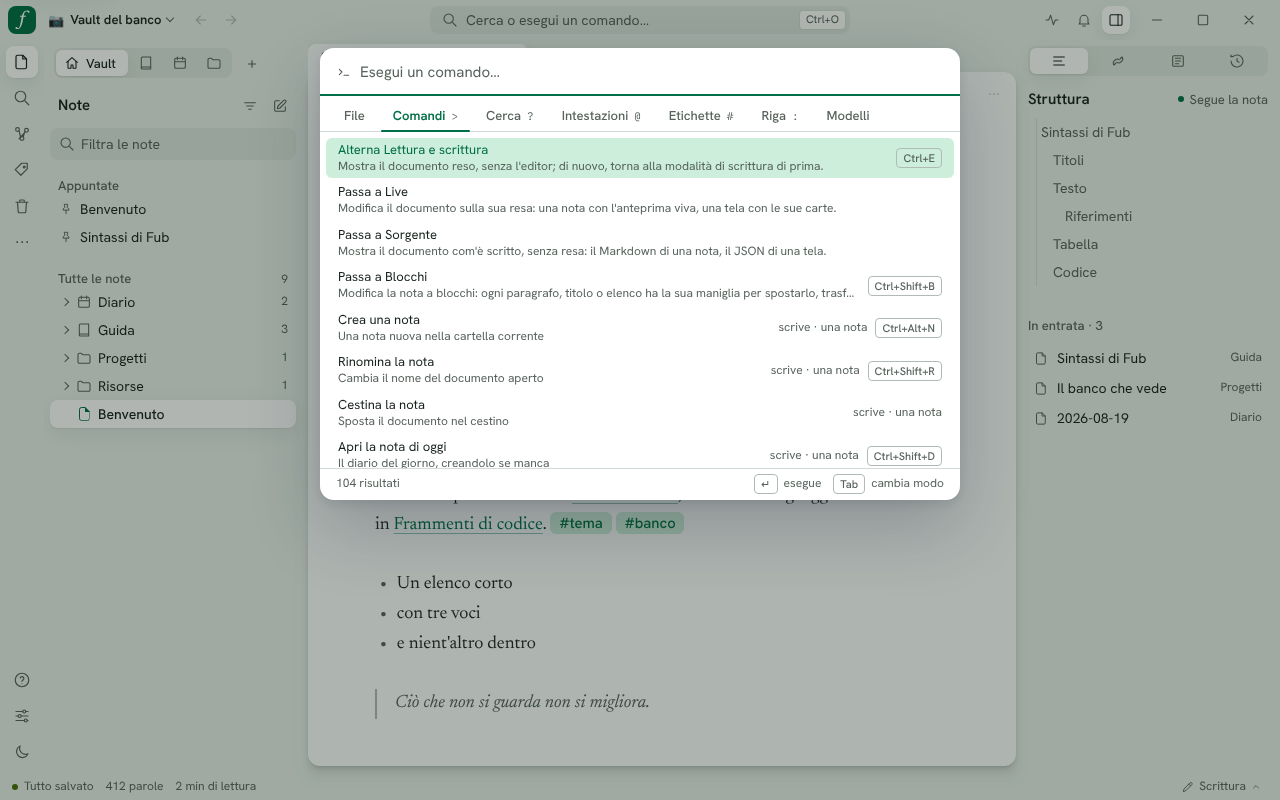 Vault del banco
Cerca o esegui un comando…
Ctrl+O
Vault
Note
Filtra le note
Appuntate
Benvenuto
Sintassi di Fub
Tutte le note 9
Diario 2
Guida 3
Progetti 1
Risorse 1
Benvenuto
Esegui un comando…
File
Comandi >
Cerca ?
Intestazioni @
Etichette #
Riga :
Modelli
Alterna Lettura e scrittura
Mostra il documento reso, senza l'editor; di nuovo, torna alla modalità di scrittura di prima.
Ctrl+E
Passa a Live
Modifica il documento sulla sua resa: una nota con l'anteprima viva, una tela con le sue carte.
Passa a Sorgente
Mostra il documento com'è scritto, senza resa: il Markdown di una nota, il JSON di una tela.
Passa a Blocchi
Modifica la nota a blocchi: ogni paragrafo, titolo o elenco ha la sua maniglia per spostarlo, trasf…
Ctrl+Shift+B
Crea una nota
Una nota nuova nella cartella corrente
scrive · una nota Ctrl+Alt+N
Rinomina la nota
Cambia il nome del documento aperto
scrive · una nota Ctrl+Shift+R
Cestina la nota
Sposta il documento nel cestino
scrive · una nota
Apri la nota di oggi
Il diario del giorno, creandolo se manca
scrive · una nota Ctrl+Shift+D
104 risultati
↵ esegue Tab cambia modo
in Frammenti di codice. #tema #banco
• Un elenco corto
• con tre voci
• e nient'altro dentro
Ciò che non si guarda non si migliora.
Struttura
Segue la nota
Sintassi di Fub
Titoli
Testo
Riferimenti
Tabella
Codice
In entrata · 3
Sintassi di Fub Guida
Il banco che vede Progetti
2026-08-19 Diario
Tutto salvato 412 parole 2 min di lettura
Scrittura